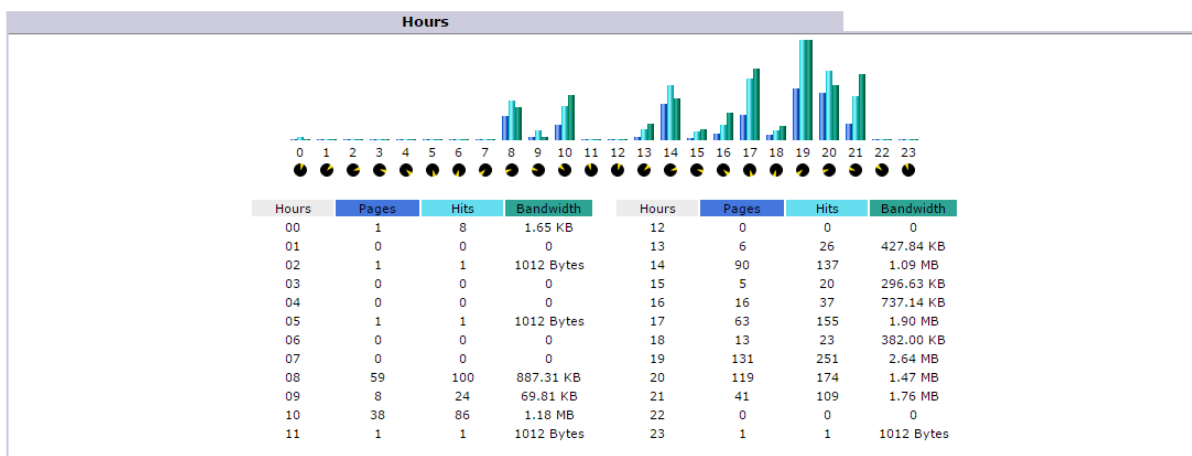 Hours
0 1 2 3 4 5 6 7 8 9 10 11 12 13 14 15 16 17 18 19 20 21 22 23
Hours Pages Hits Bandwidth Hours Pages Hits Bandwidth
00 1 8 1.65 KB 12 0 0 0
01 0 0 0 13 6 26 427.84 KB
02 1 1 1012 Bytes 14 90 137 1.09 MB
03 0 0 0 15 5 20 296.63 KB
04 0 0 0 16 16 37 737.14 KB
05 1 1 1012 Bytes 17 63 155 1.90 MB
06 0 0 0 18 13 23 382.00 KB
07 0 0 0 19 131 251 2.64 MB
08 59 100 887.31 KB 20 119 174 1.47 MB
09 8 24 69.81 KB 21 41 109 1.76 MB
10 38 86 1.18 MB 22 0 0 0
11 1 1 1012 Bytes 23 1 1 1012 Bytes